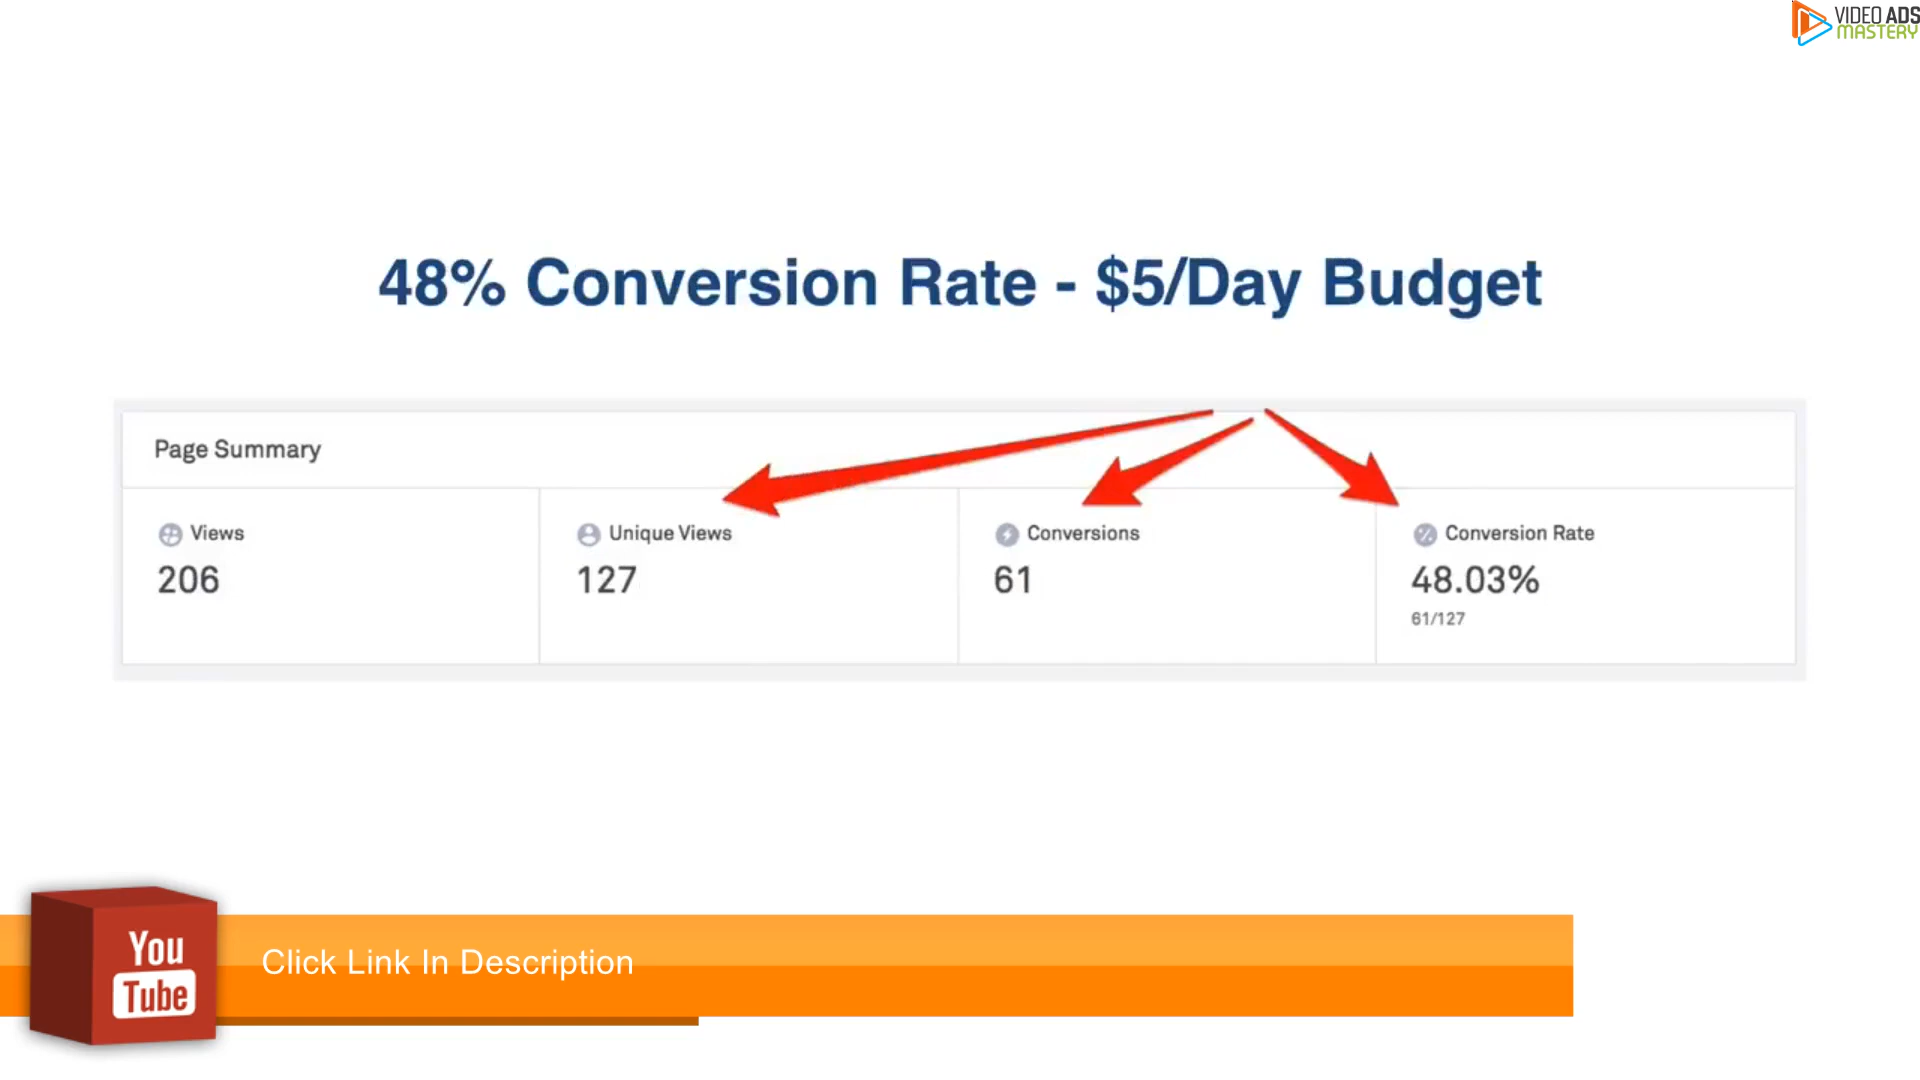 VIDEO ADS
MASTERY
48% Conversion Rate - $5/Day Budget
Page Summary
Views
206
Unique Views
127
Conversions
61
Conversion Rate
48.03%
61/127
You
Tube
Click Link In Description